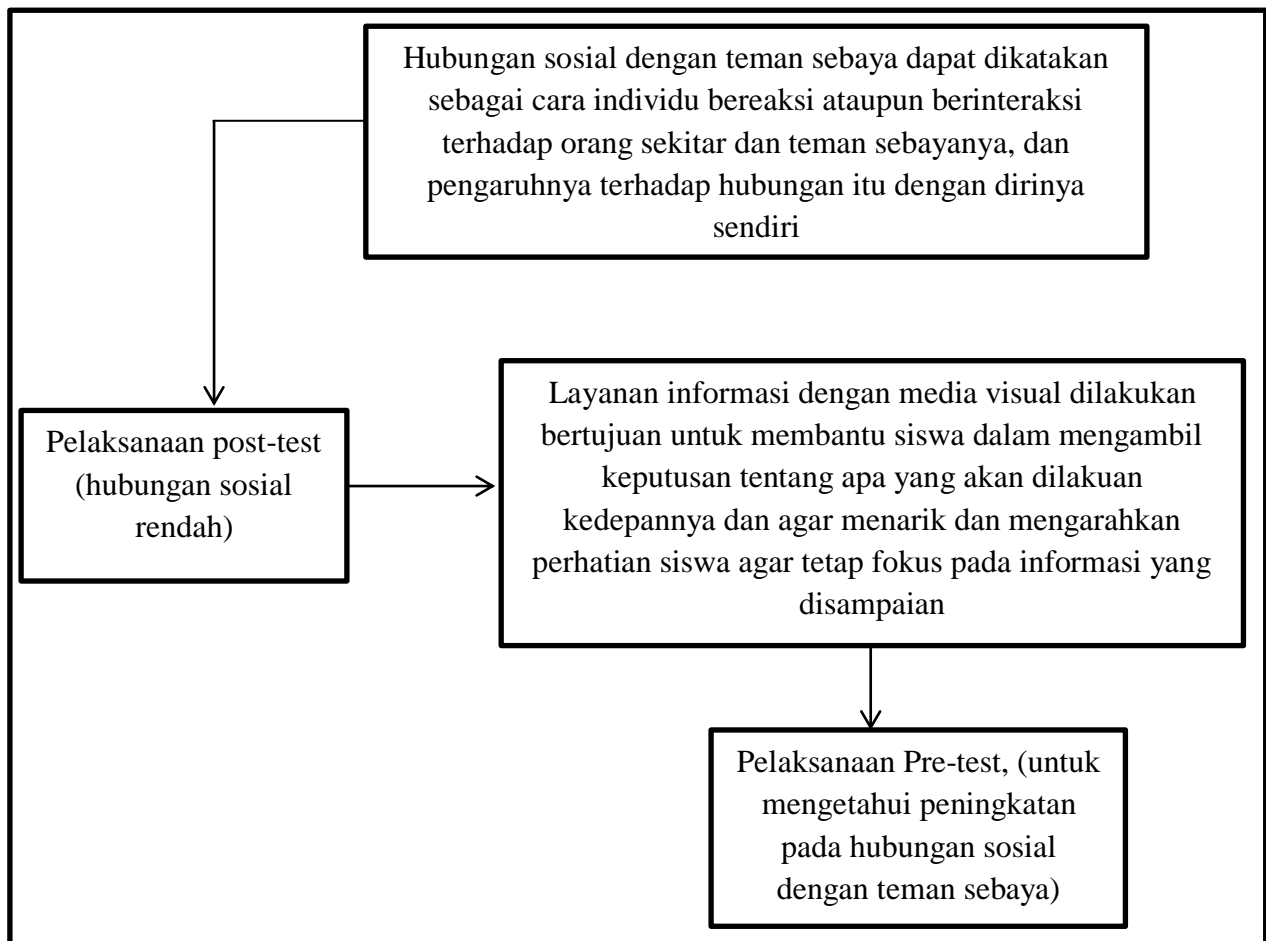 Hubungan sosial dengan teman sebaya dapat dikatakan
sebagai cara individu bereaksi ataupun berinteraksi
terhadap orang sekitar dan teman sebayanya, dan
pengaruhnya terhadap hubungan itu dengan dirinya
sendiri
Pelaksanaan post-test
(hubungan sosial
rendah)
Layanan informasi dengan media visual dilakukan
bertujuan untuk membantu siswa dalam mengambil
keputusan tentang apa yang akan dilakuan
kedepannya dan agar menarik dan mengarahkan
perhatian siswa agar tetap fokus pada informasi yang
disampaian
Pelaksanaan Pre-test, (untuk
mengetahui peningkatan
pada hubungan sosial
dengan teman sebaya)